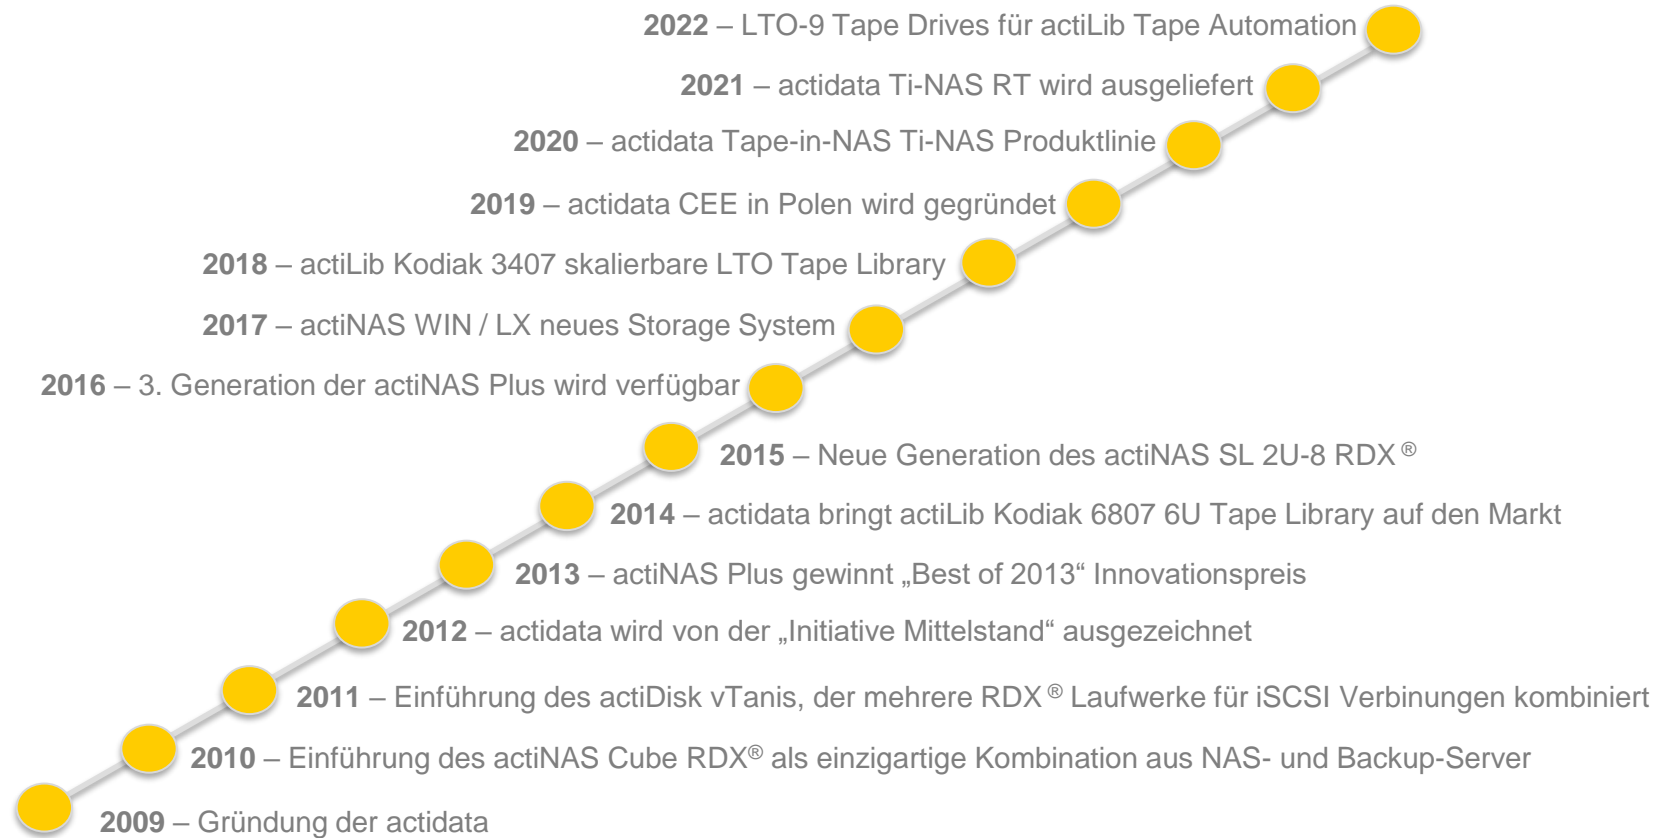 2022 – LTO-9 Tape Drives für actiLib Tape Automation
2021 – actidata Ti-NAS RT wird ausgeliefert
2020 – actidata Tape-in-NAS Ti-NAS Produktlinie
2019 – actidata CEE in Polen wird gegründet
2018 – actiLib Kodiak 3407 skalierbare LTO Tape Library
2017 – actiNAS WIN / LX neues Storage System
2016 – 3. Generation der actiNAS Plus wird verfügbar
2015 – Neue Generation des actiNAS SL 2U-8 RDX ®
2014 – actidata bringt actiLib Kodiak 6807 6U Tape Library auf den Markt
2013 – actiNAS Plus gewinnt „Best of 2013“ Innovationspreis
2012 – actidata wird von der „Initiative Mittelstand“ ausgezeichnet
2011 – Einführung des actiDisk vTanis, der mehrere RDX ® Laufwerke für iSCSI Verbinungen kombiniert
2010 – Einführung des actiNAS Cube RDX® als einzigartige Kombination aus NAS- und Backup-Server
2009 – Gründung der actidata